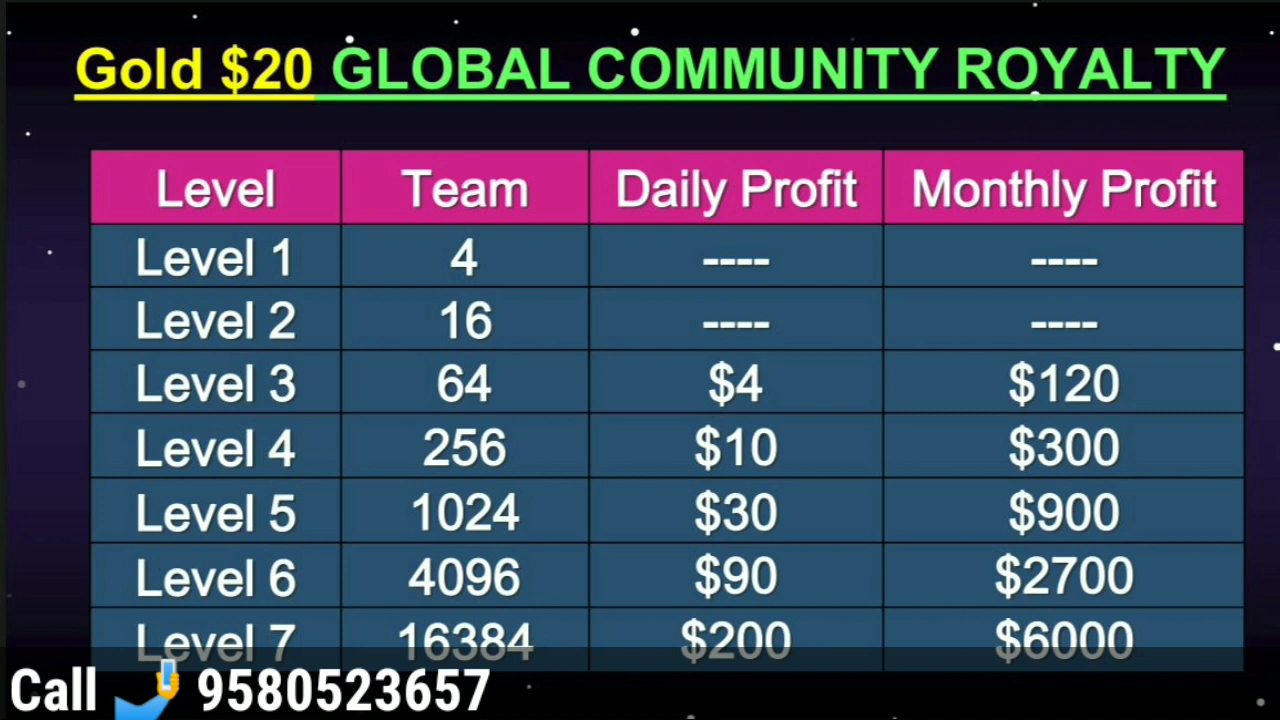 Gold $20 GLOBAL COMMUNITY ROYALTY
Level Team Daily Profit Monthly Profit
Level 1 4 ---- ----
Level 2 16 ---- ----
Level 3 64 $4 $120
Level 4 256 $10 $300
Level 5 1024 $30 $900
Level 6 4096 $90 $2700
Level 7 16384 $200 $6000
Call 9580523657